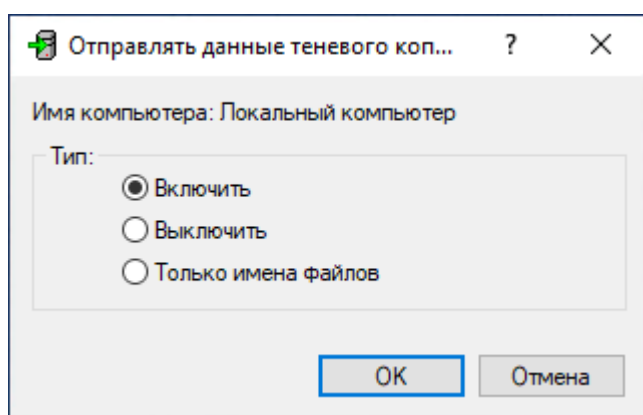 Отправлять данные теневого коп... ?
Имя компьютера: Локальный компьютер
Тип:
Включить
Выключить
Только имена файлов
OK Отмена